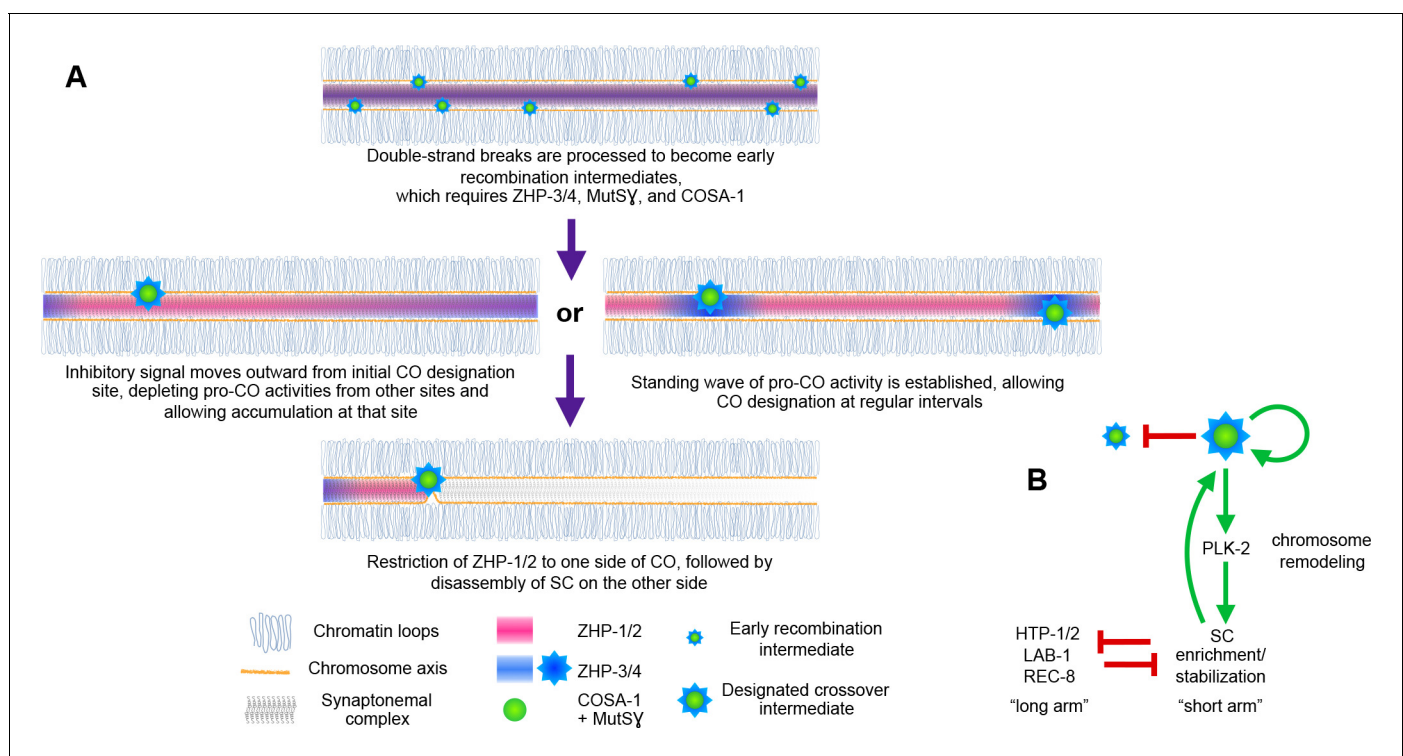 A
Double-strand breaks are processed to become early
recombination intermediates,
which requires ZHP-3/4, MutSɣ, and COSA-1
or
Inhibitory signal moves outward from initial CO designation
site, depleting pro-CO activities from other sites and
allowing accumulation at that site
Standing wave of pro-CO activity is established, allowing
CO designation at regular intervals
Restriction of ZHP-1/2 to one side of CO, followed by
disassembly of SC on the other side
Chromatin loops
Chromosome axis
Synaptonemal
complex
ZHP-1/2
ZHP-3/4
COSA-1
+ MutSɣ
Early recombination
intermediate
Designated crossover
intermediate
B
PLK-2
chromosome
remodeling
HTP-1/2
LAB-1
REC-8
"long arm"
SC
enrichment/
stabilization
"short arm"